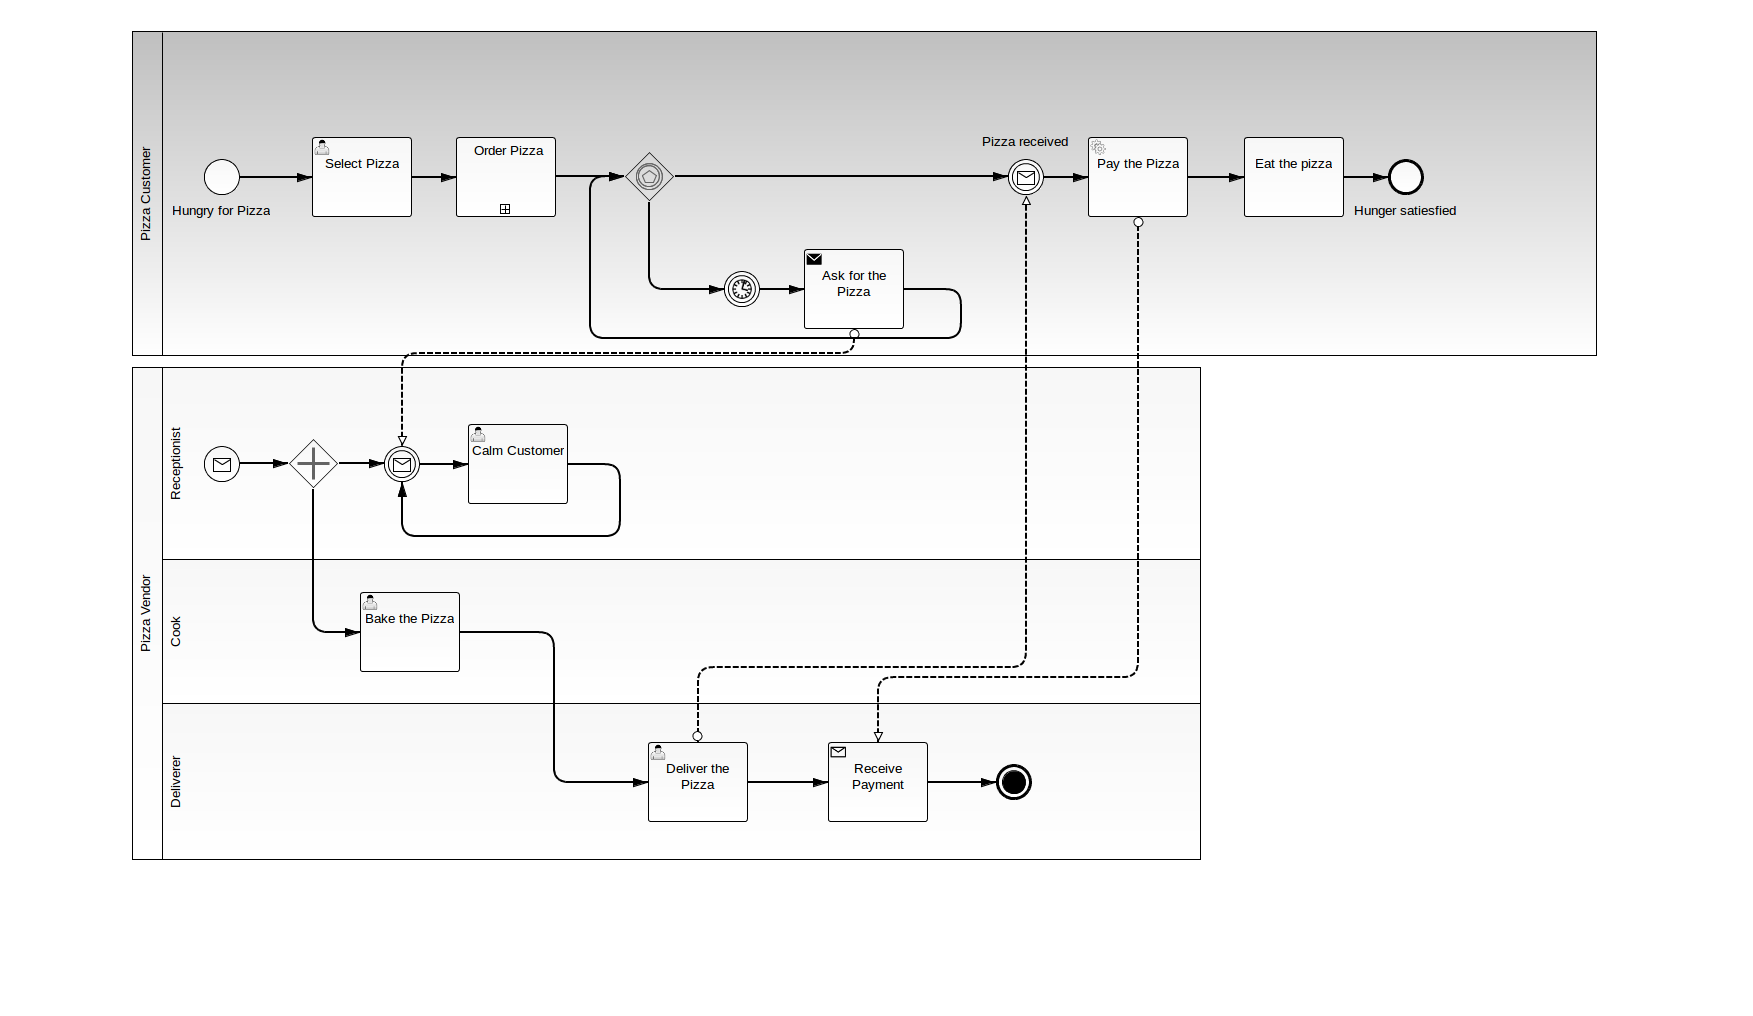 Pizza Customer
Hungry for Pizza
Select Pizza
Order Pizza
Pizza received
Pay the Pizza
Eat the pizza
Hunger satiesfied
Ask for the
Pizza
Pizza Vendor
Receptionist
Calm Customer
Cook
Bake the Pizza
Deliverer
Deliver the
Pizza
Receive
Payment